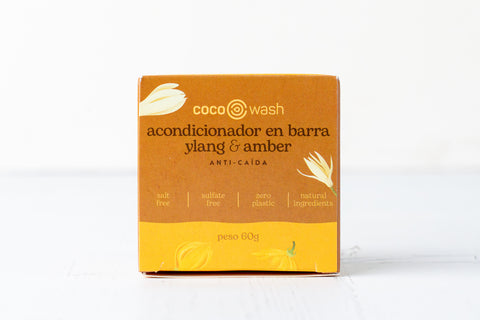 coco wash
acondicionador en barra
ylang & amber
ANTI-CAÍDA
salt free
sulfate free
zero plastic
natural ingredients
peso 60g